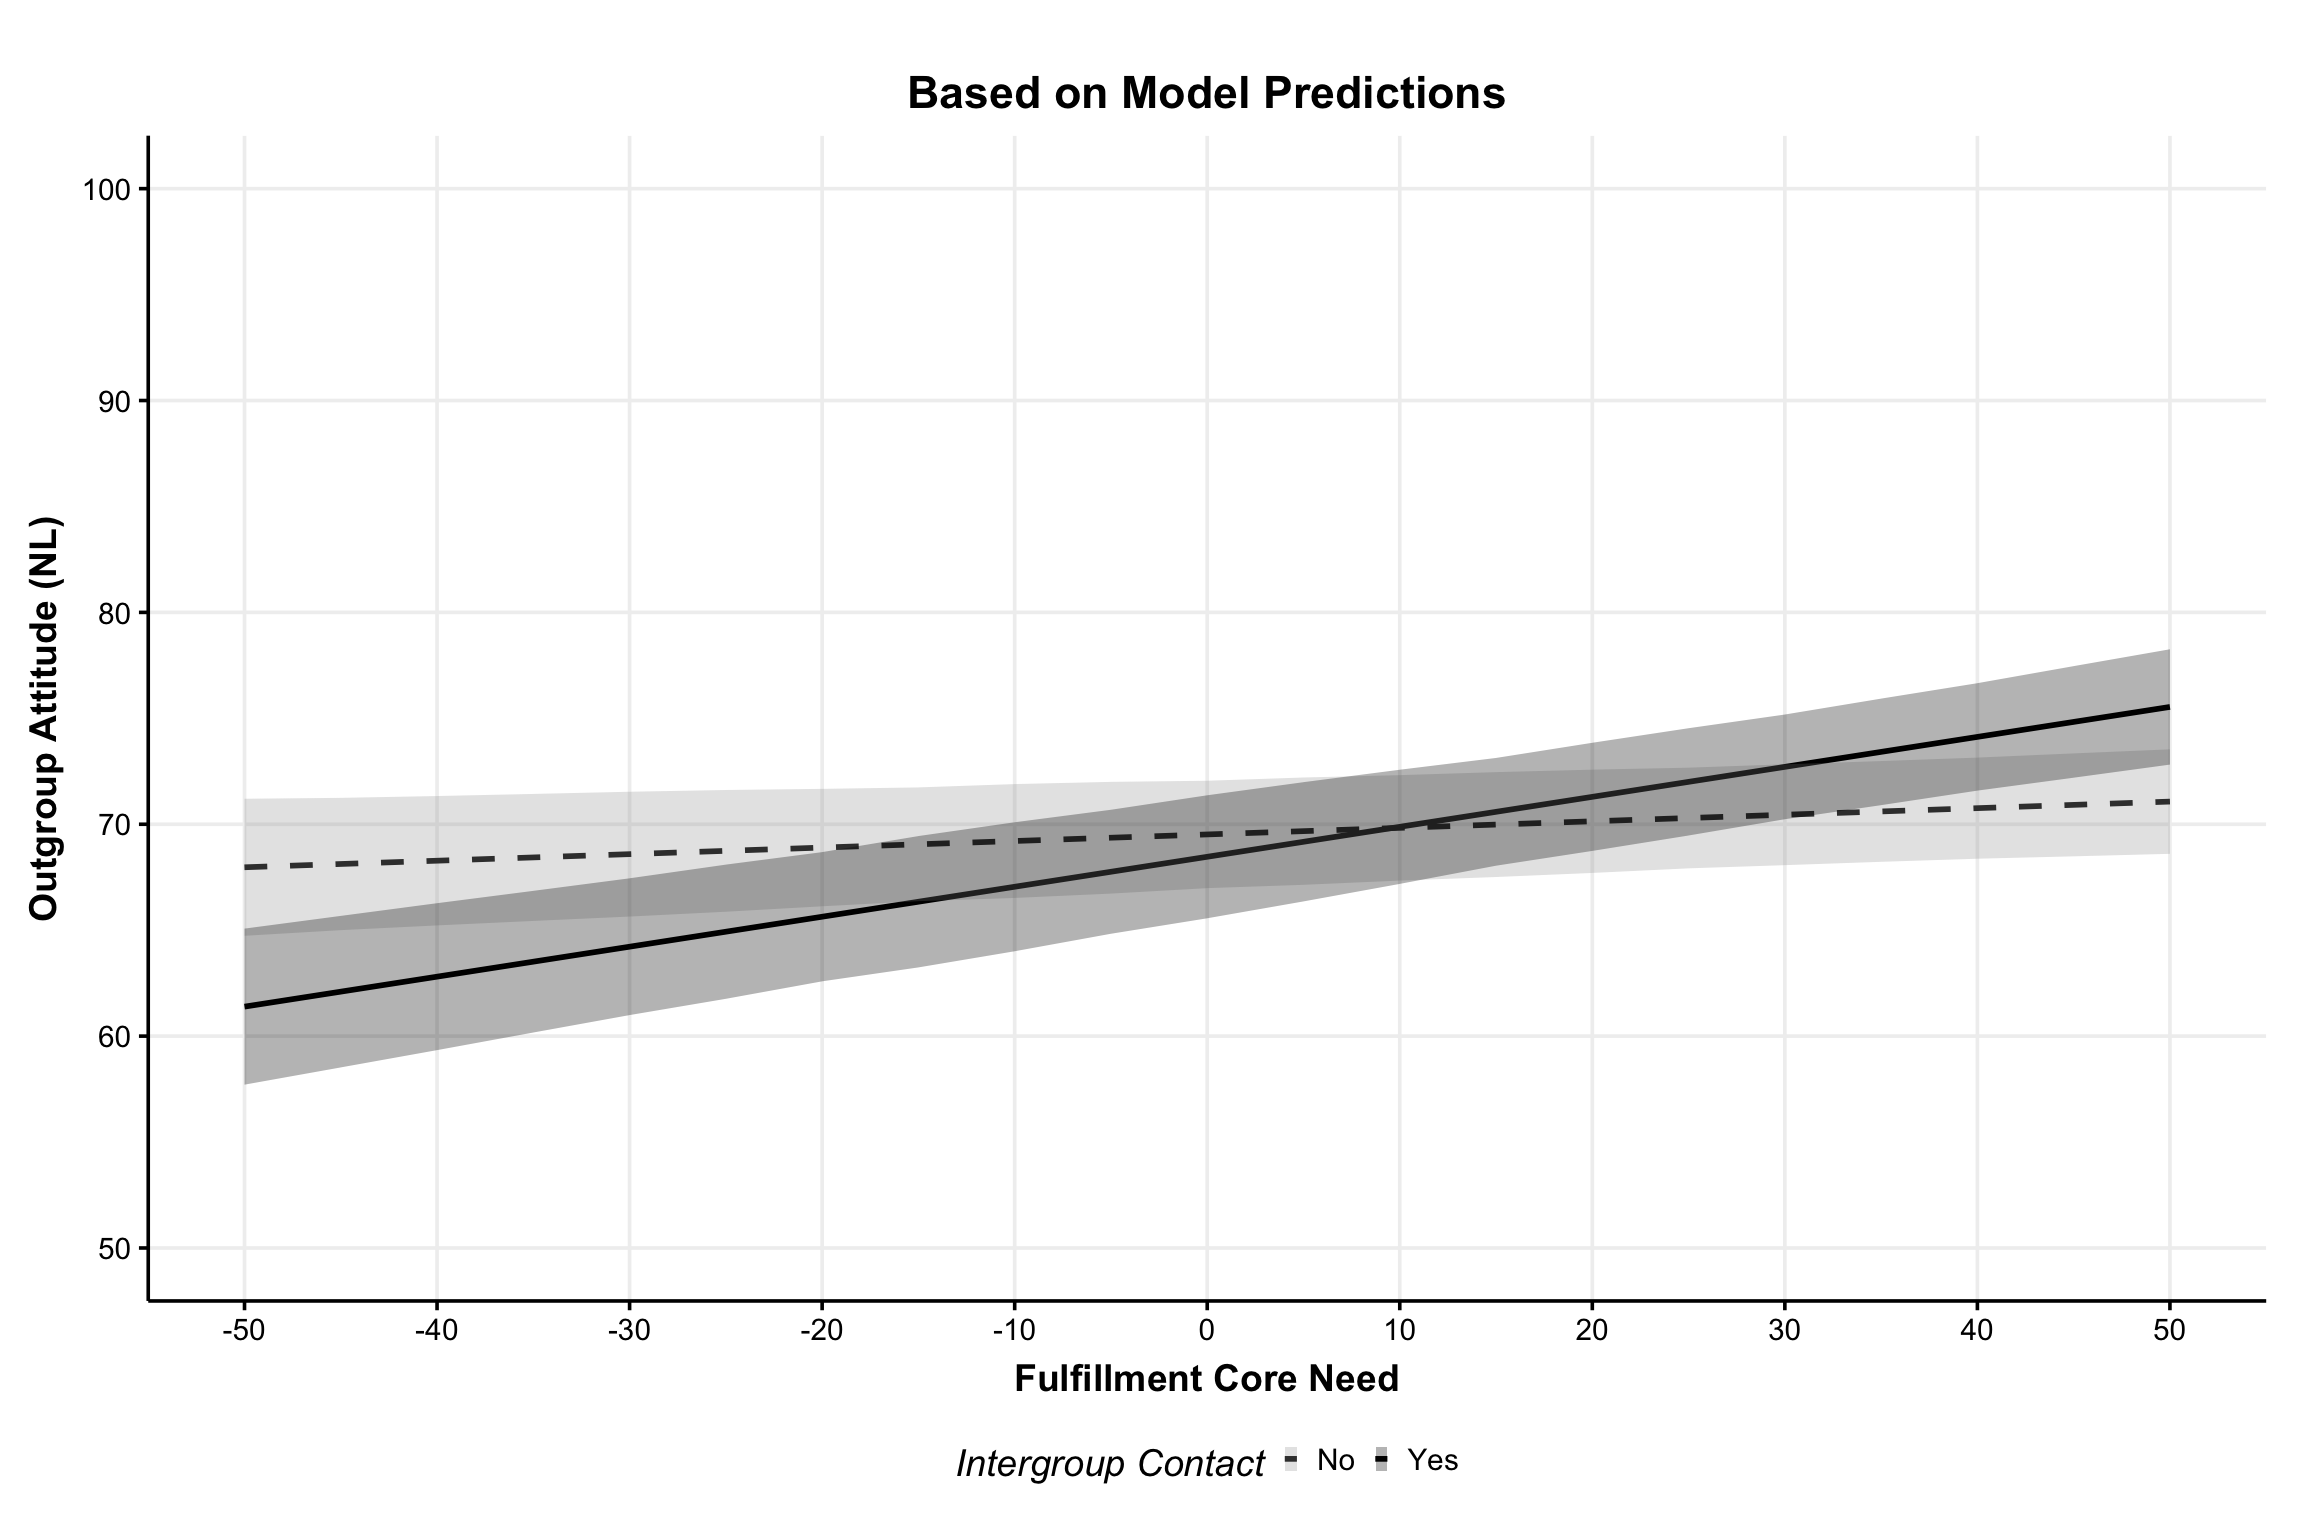 Based on Model Predictions
Outgroup Attitude (NL)
100
90
80
70
60
50
-50 -40 -30 -20 -10 0 10 20 30 40 50
Fulfillment Core Need
Intergroup Contact No Yes